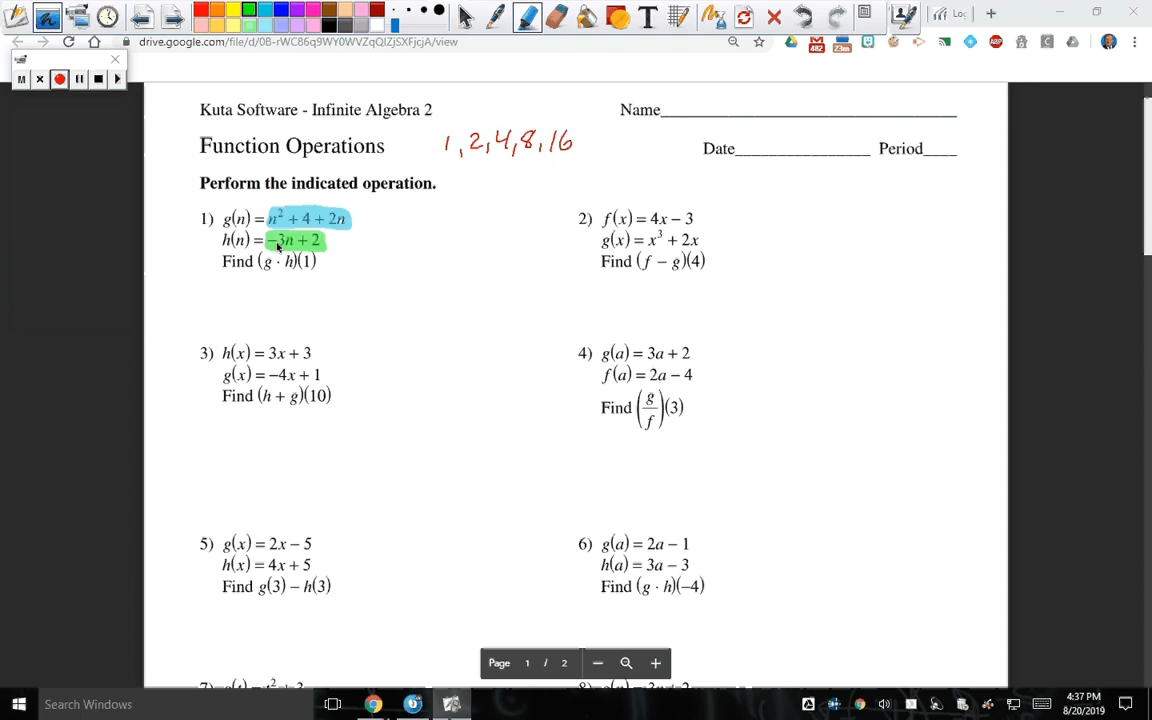 drive.google.com/file/d/0B-rWC86q9WY0WVZqQlZjSXFjcjA/view
482
23m
ABP
Loc
M
Kuta Software - Infinite Algebra 2
Name
Function Operations
1, 2, 4, 8, 16
Date Period
Perform the indicated operation.
1) g(n) = n² + 4 + 2n
h(n) = −3n + 2
Find (g · h)(1)
2) f(x) = 4x − 3
g(x) = x³ + 2x
Find (f − g)(4)
3) h(x) = 3x + 3
g(x) = −4x + 1
Find (h + g)(10)
4) g(a) = 3a + 2
f(a) = 2a − 4
Find (g/f)(3)
5) g(x) = 2x − 5
h(x) = 4x + 5
Find g(3) − h(3)
6) g(a) = 2a − 1
h(a) = 3a − 3
Find (g · h)(−4)
Page 1 / 2
Search Windows
4:37 PM
8/20/2019